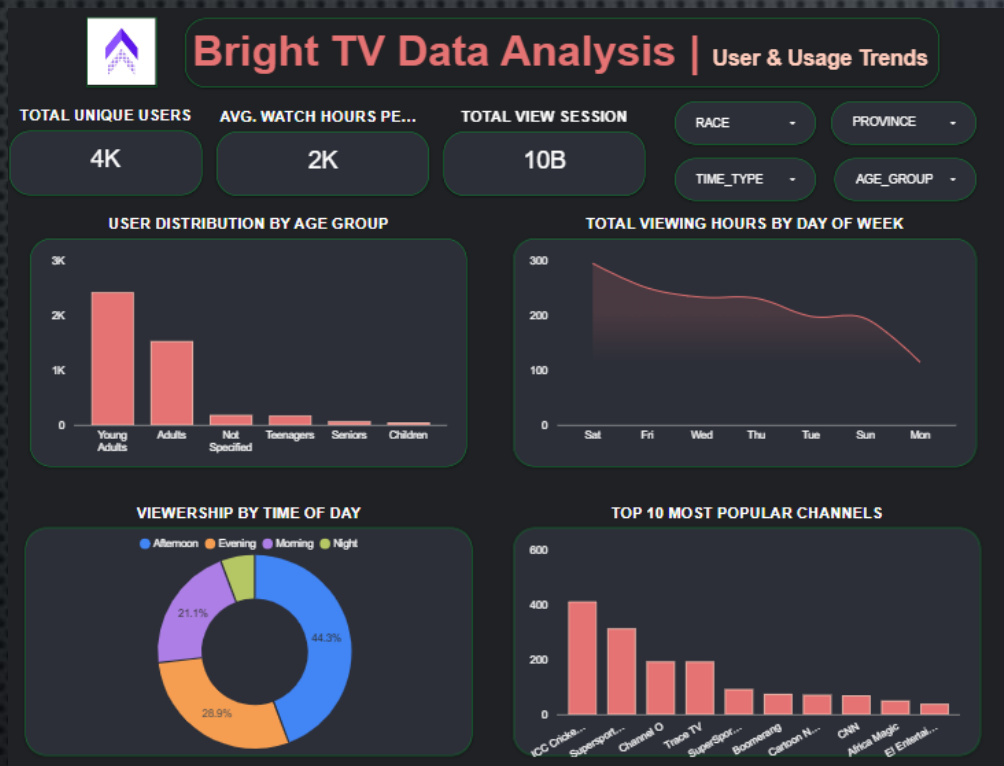 Bright TV Data Analysis | User & Usage Trends
TOTAL UNIQUE USERS
4K
AVG. WATCH HOURS PE...
2K
TOTAL VIEW SESSION
10B
RACE
PROVINCE
TIME_TYPE
AGE_GROUP
USER DISTRIBUTION BY AGE GROUP
3K
2K
1K
0
Young
Adults
Adults
Not
Specified
Teenagers
Seniors
Children
TOTAL VIEWING HOURS BY DAY OF WEEK
300
200
100
0
Sat
Fri
Wed
Thu
Tue
Sun
Mon
VIEWERSHIP BY TIME OF DAY
Afternoon
Evening
Morning
Night
21.1%
44.3%
28.9%
TOP 10 MOST POPULAR CHANNELS
600
400
200
0
ICC Cricke...
Supersport...
Channel O
Trace TV
SuperSpor...
Boomerang
Cartoon N...
CNN
Africa Magic
E! Entertai...